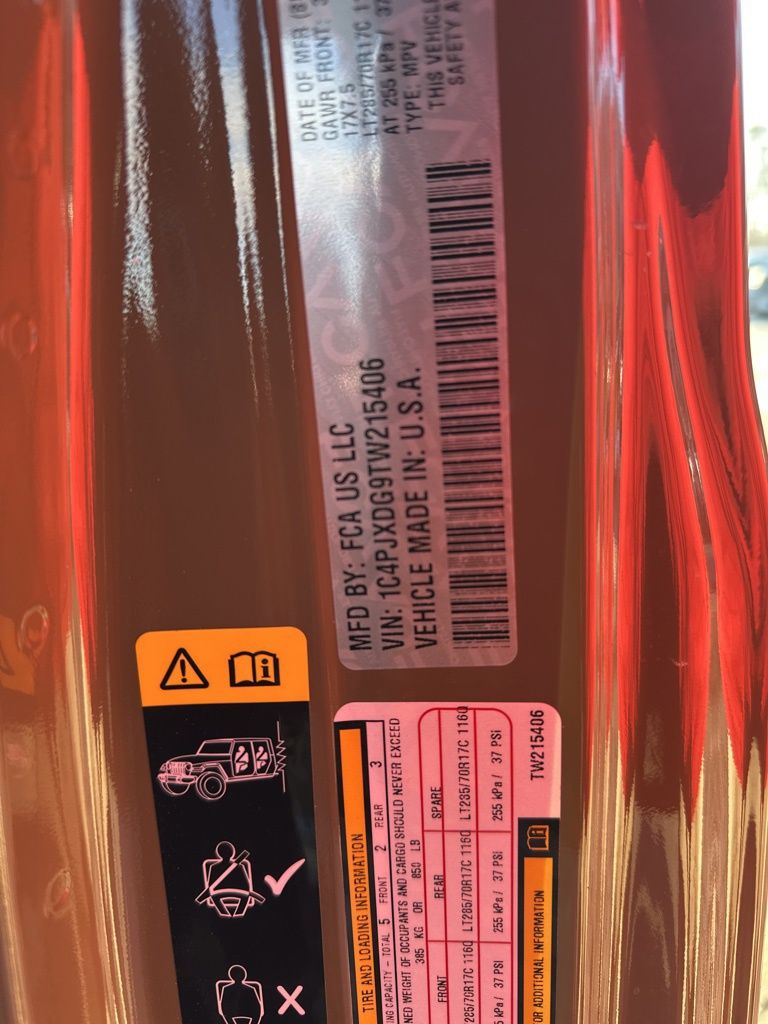 DATE OF MFR
GAWR FRONT:
17X7.5
LT285/70R17C
AT 255 kPa / 37
TYPE: MPV
THIS VEHICLE
SAFETY
MFD BY: FCA US LLC
VIN: 1C4PJXDG9TW215406
VEHICLE MADE IN: U.S.A.
TIRE AND LOADING INFORMATION
CAPACITY - TOTAL 5 FRONT 2 REAR 3
WEIGHT OF OCCUPANTS AND CARGO SHOULD NEVER EXCEED
385 KG OR 850 LB
FRONT REAR SPARE
285/70R17C 116Q LT285/70R17C 116Q LT285/70R17C 116Q
kPa / 37 PSI 255 kPa / 37 PSI 255 kPa / 37 PSI
OR ADDITIONAL INFORMATION
TW215406